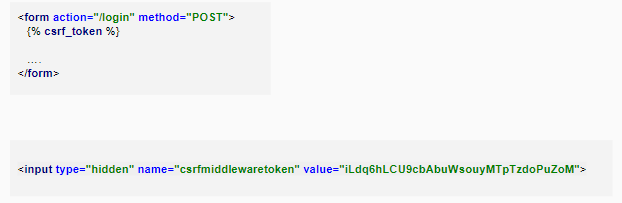 <form action="/login" method="POST">
{% csrf_token %}
....
</form>
<input type="hidden" name="csrfmiddlewaretoken" value="iLdq6hLCU9cbAbuWsouyMTpTzdoPuZoM">